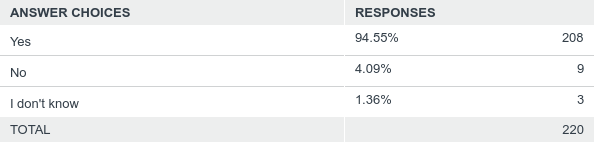 ANSWER CHOICES RESPONSES
Yes 94.55% 208
No 4.09% 9
I don't know 1.36% 3
TOTAL 220